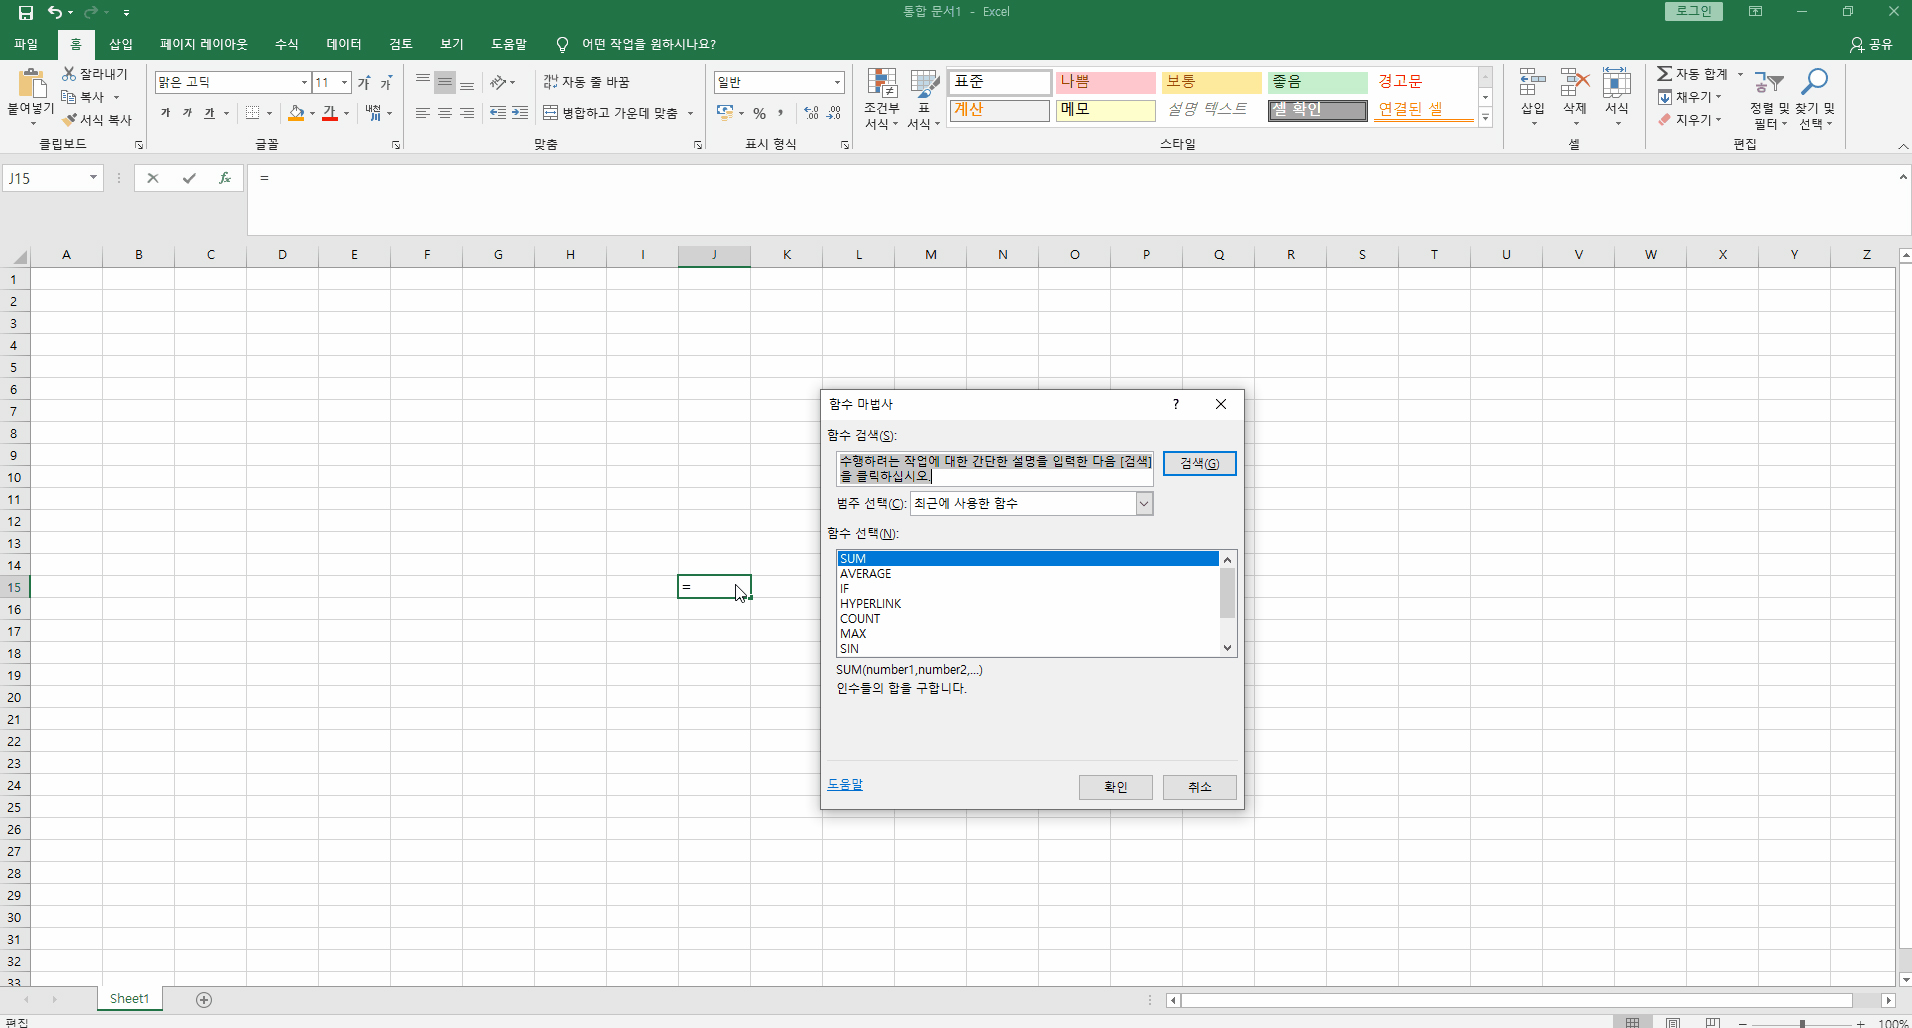 통합 문서1 - Excel
로그인
파일 홈 삽입 페이지 레이아웃 수식 데이터 검토 보기 도움말 어떤 작업을 원하시나요? 공유
붙여넣기
잘라내기
복사
서식 복사
클립보드
맑은 고딕 11 가 가
가 가 가 가 내천
글꼴
가나 자동 줄 바꿈
병합하고 가운데 맞춤
맞춤
일반
% ,
표시 형식
조건부 서식
표 서식
표준 나쁨 보통 좋음 경고문
계산 메모 설명 텍스트 셀 확인 연결된 셀
스타일
삽입 삭제 서식
셀
자동 합계
채우기
지우기
정렬 및 필터
찾기 및 선택
편집
J15 fx =
A B C D E F G H I J K L M N O P Q R S T U V W X Y Z
1
2
3
4
5
6
7
8
9
10
11
12
13
14
15
16
17
18
19
20
21
22
23
24
25
26
27
28
29
30
31
32
33
=
함수 마법사 ?
함수 검색(S):
수행하려는 작업에 대한 간단한 설명을 입력한 다음 [검색]
을 클릭하십시오.
검색(G)
범주 선택(C): 최근에 사용한 함수
함수 선택(N):
SUM
AVERAGE
IF
HYPERLINK
COUNT
MAX
SIN
SUM(number1,number2,...)
인수들의 합을 구합니다.
도움말 확인 취소
Sheet1
편집 100%